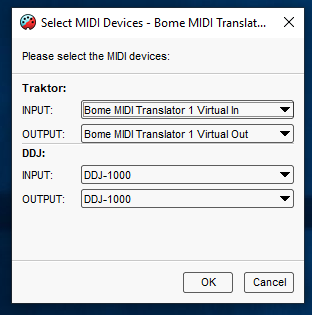 Select MIDI Devices - Bome MIDI Translat...
Please select the MIDI devices:
Traktor:
INPUT: Bome MIDI Translator 1 Virtual In
OUTPUT: Bome MIDI Translator 1 Virtual Out
DDJ:
INPUT: DDJ-1000
OUTPUT: DDJ-1000
OK Cancel